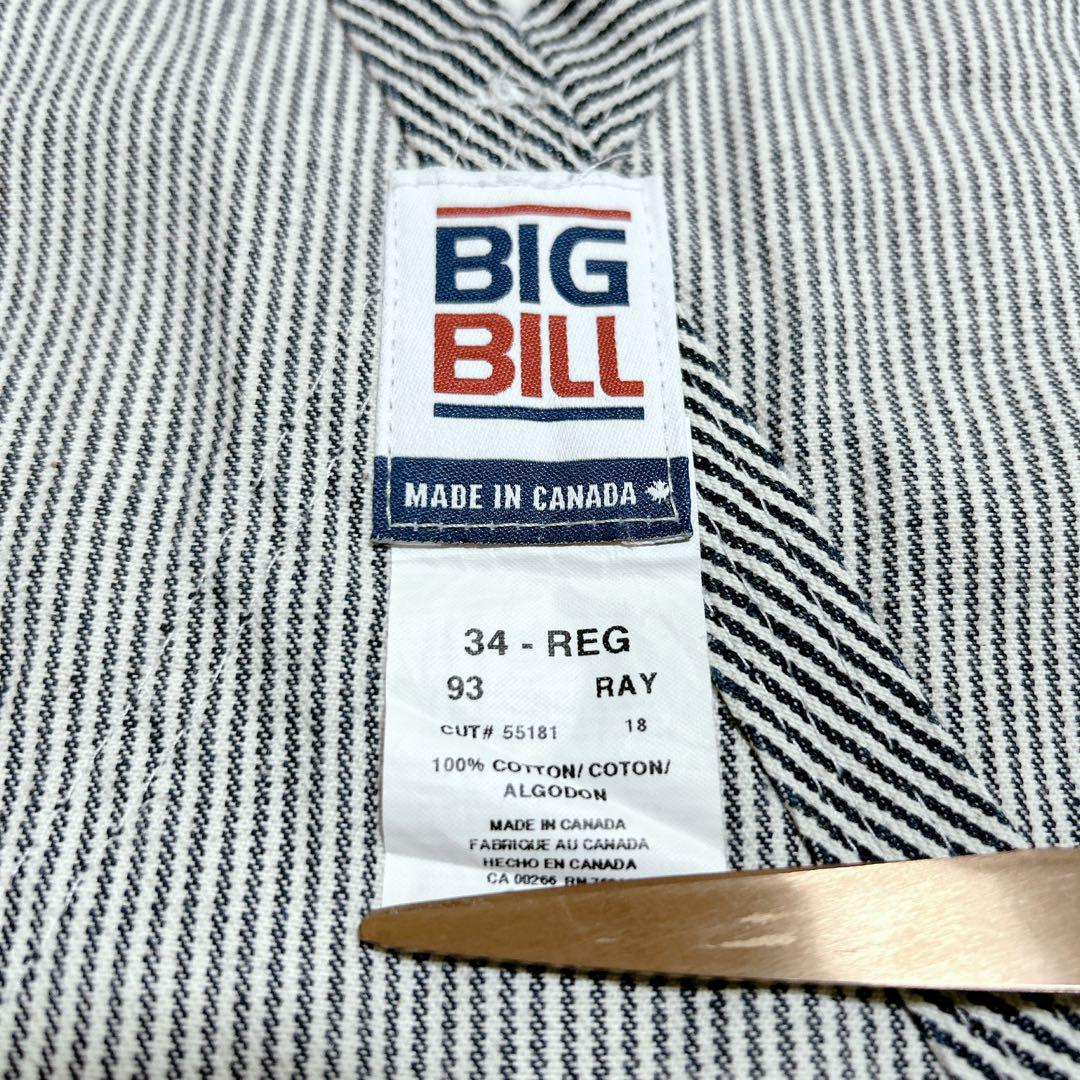 BIG
BILL
MADE IN CANADA
34 - REG
93 RAY
CUT# 55181 18
100% COTTON/COTON/
ALGODON
MADE IN CANADA
FABRIQUE AU CANADA
HECHO EN CANADA
CA 00266 RN